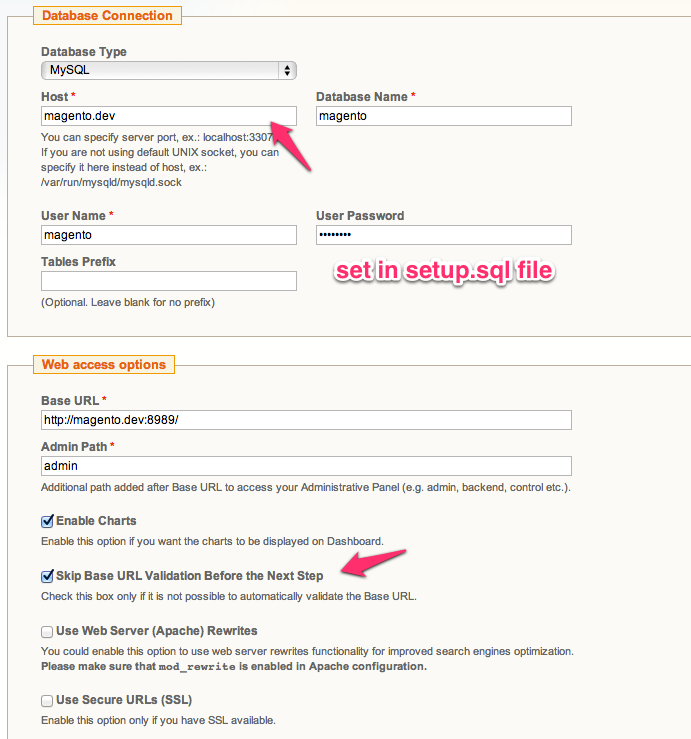 Database Connection
Database Type
MySQL
Host * Database Name *
magento.dev magento
You can specify server port, ex.: localhost:3307
If you are not using default UNIX socket, you can
specify it here instead of host, ex.:
/var/run/mysqld/mysqld.sock
User Name * User Password
magento ••••••••
Tables Prefix
set in setup.sql file
(Optional. Leave blank for no prefix)
Web access options
Base URL *
http://magento.dev:8989/
Admin Path *
admin
Additional path added after Base URL to access your Administrative Panel (e.g. admin, backend, control etc.).
Enable Charts
Enable this option if you want the charts to be displayed on Dashboard.
Skip Base URL Validation Before the Next Step
Check this box only if it is not possible to automatically validate the Base URL.
Use Web Server (Apache) Rewrites
You could enable this option to use web server rewrites functionality for improved search engines optimization.
Please make sure that mod_rewrite is enabled in Apache configuration.
Use Secure URLs (SSL)
Enable this option only if you have SSL available.